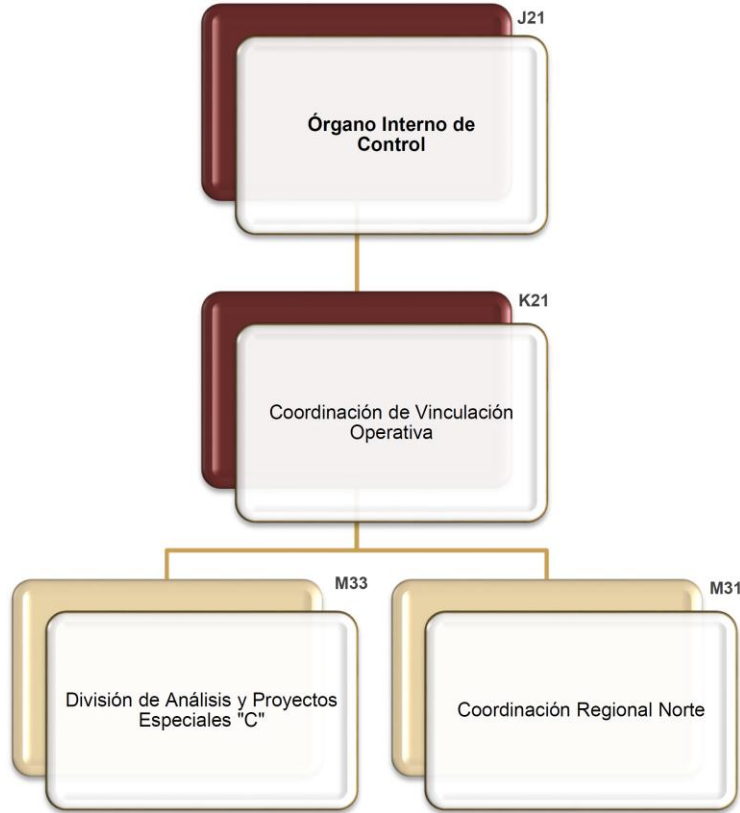 J21
Órgano Interno de
Control
K21
Coordinación de Vinculación
Operativa
M33
División de Análisis y Proyectos
Especiales "C"
M31
Coordinación Regional Norte